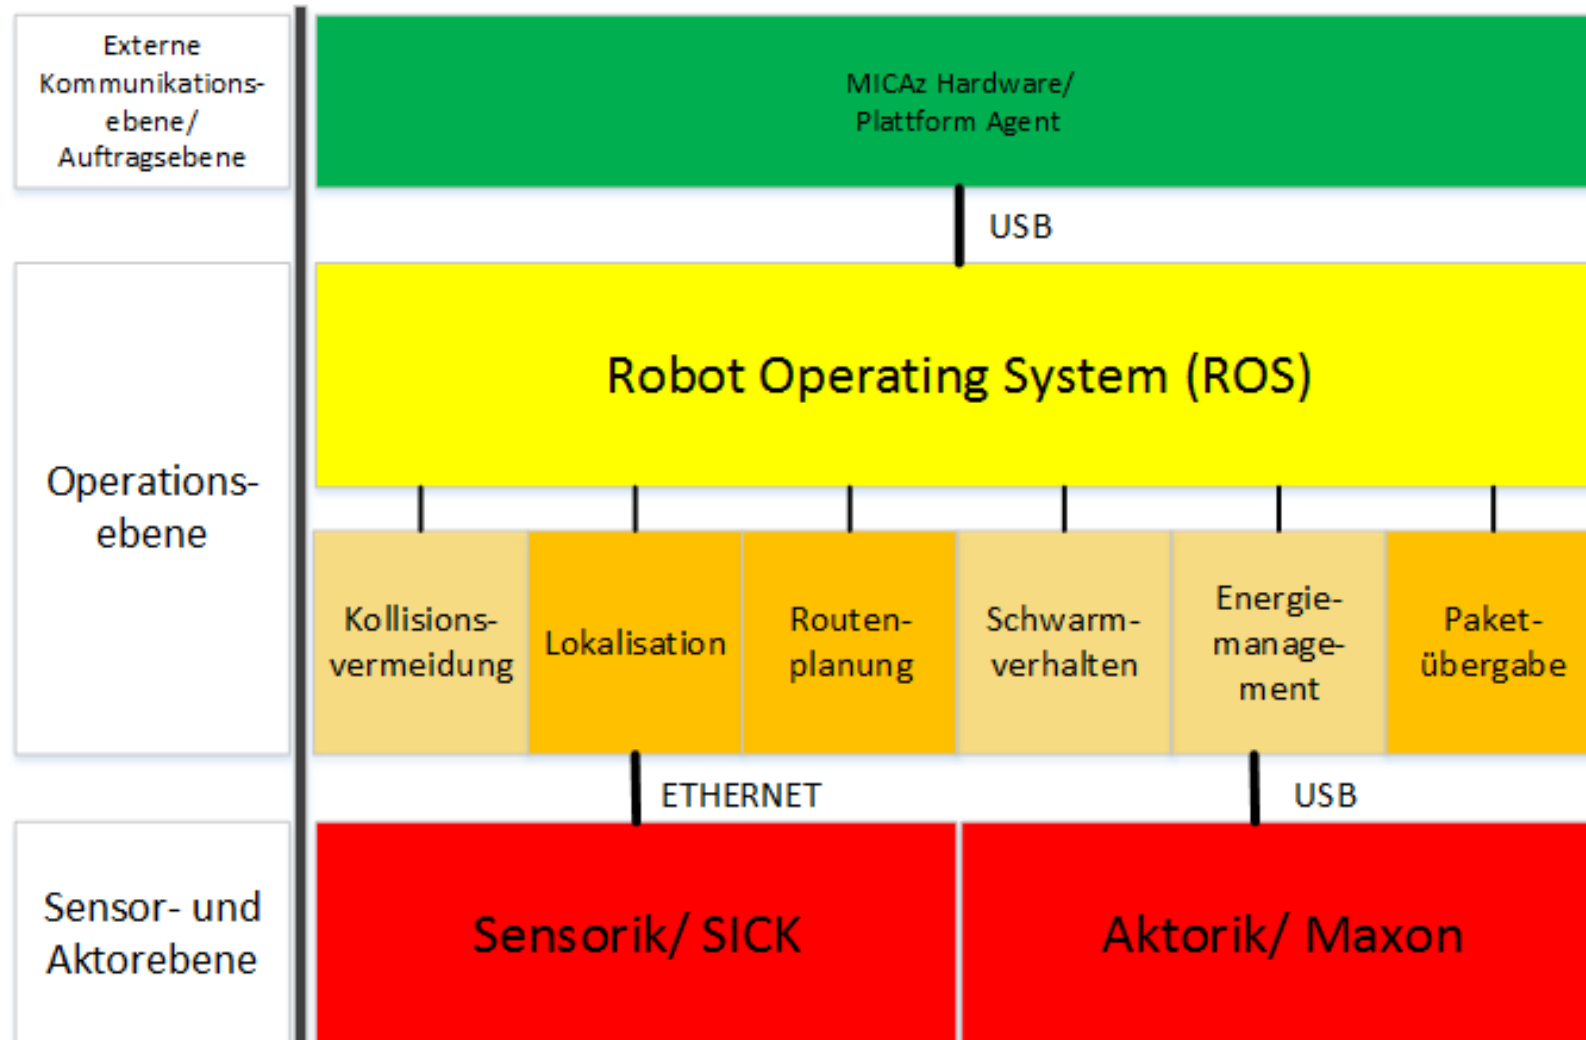 Externe
Kommunikations-
ebene/
Auftragsebene
MICAz Hardware/
Plattform Agent
USB
Operations-
ebene
Robot Operating System (ROS)
Kollisions-
vermeidung
Lokalisation
Routen-
planung
Schwarm-
verhalten
Energie-
manage-
ment
Paket-
übergabe
ETHERNET
USB
Sensor- und
Aktorebene
Sensorik/ SICK
Aktorik/ Maxon